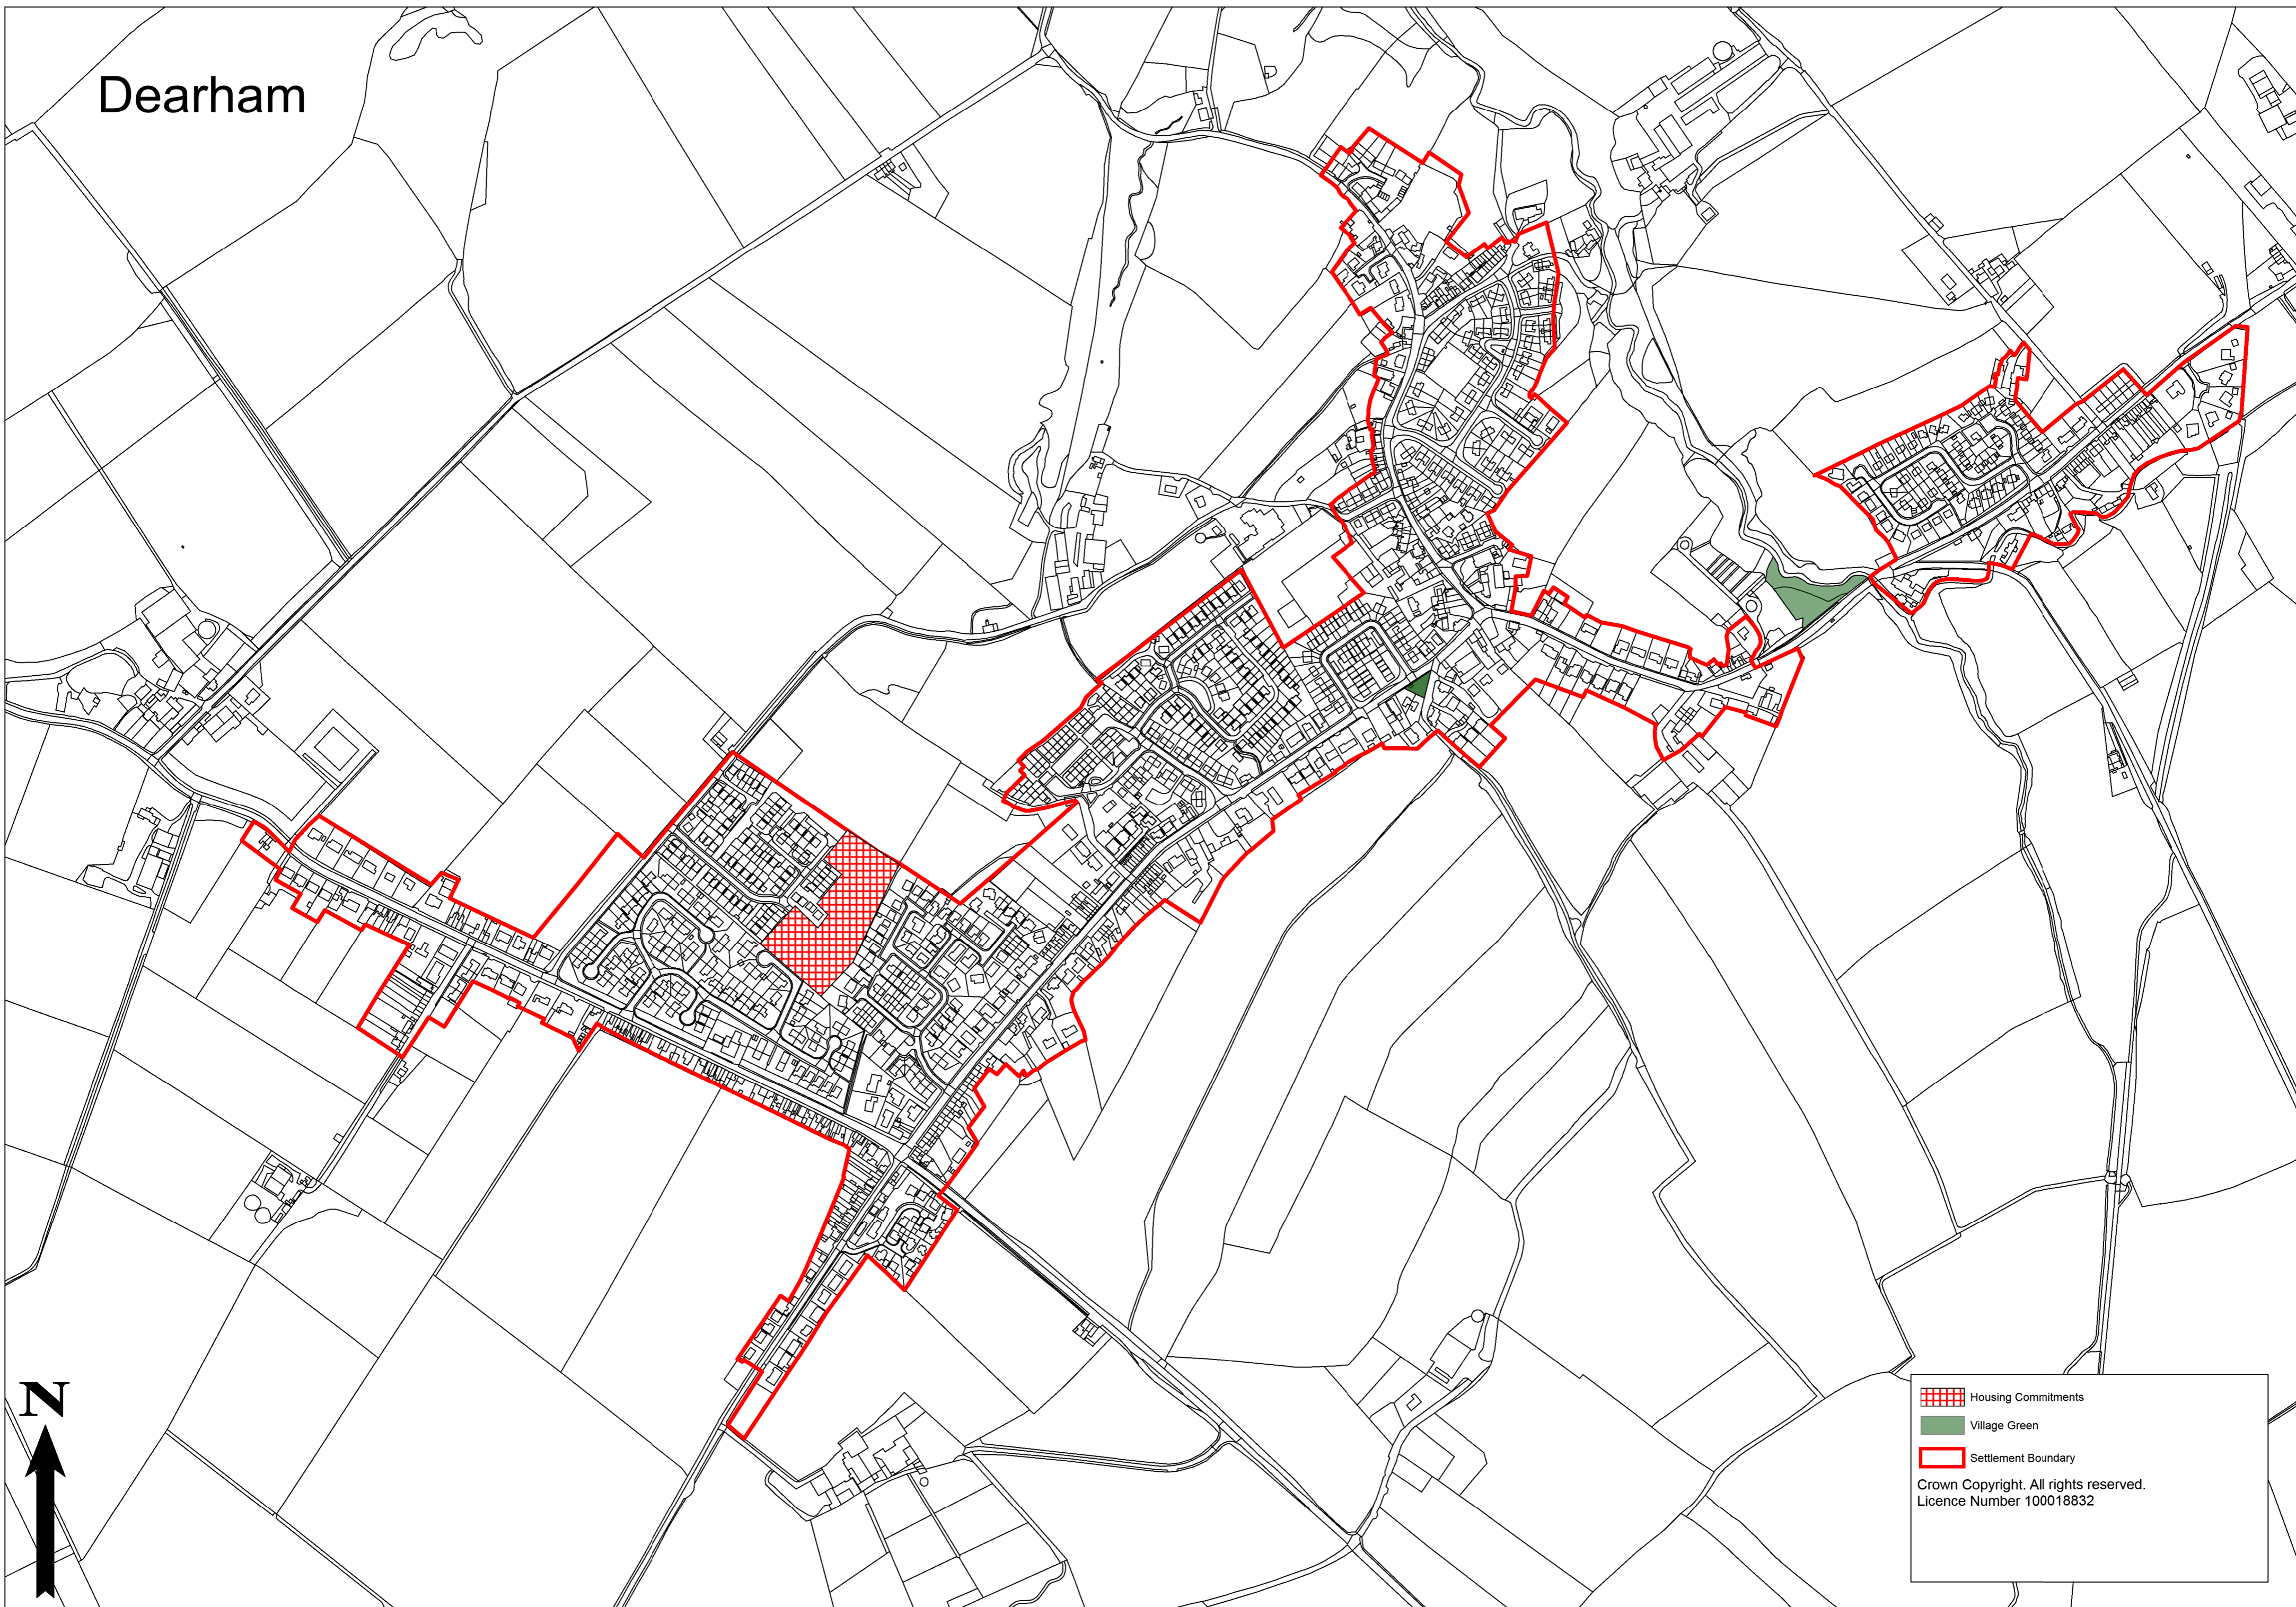 Dearham
N
Housing Commitments
Village Green
Settlement Boundary
Crown Copyright. All rights reserved.
Licence Number 100018832